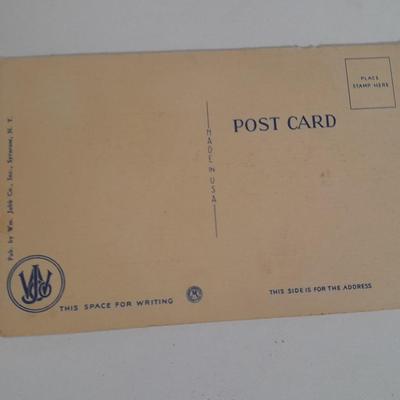 PLACE
STAMP HERE
POST CARD
MADE IN USA
Pub. by Wm. Jubb Co., Inc., Syracuse, N. Y.
THIS SPACE FOR WRITING
THIS SIDE IS FOR THE ADDRESS